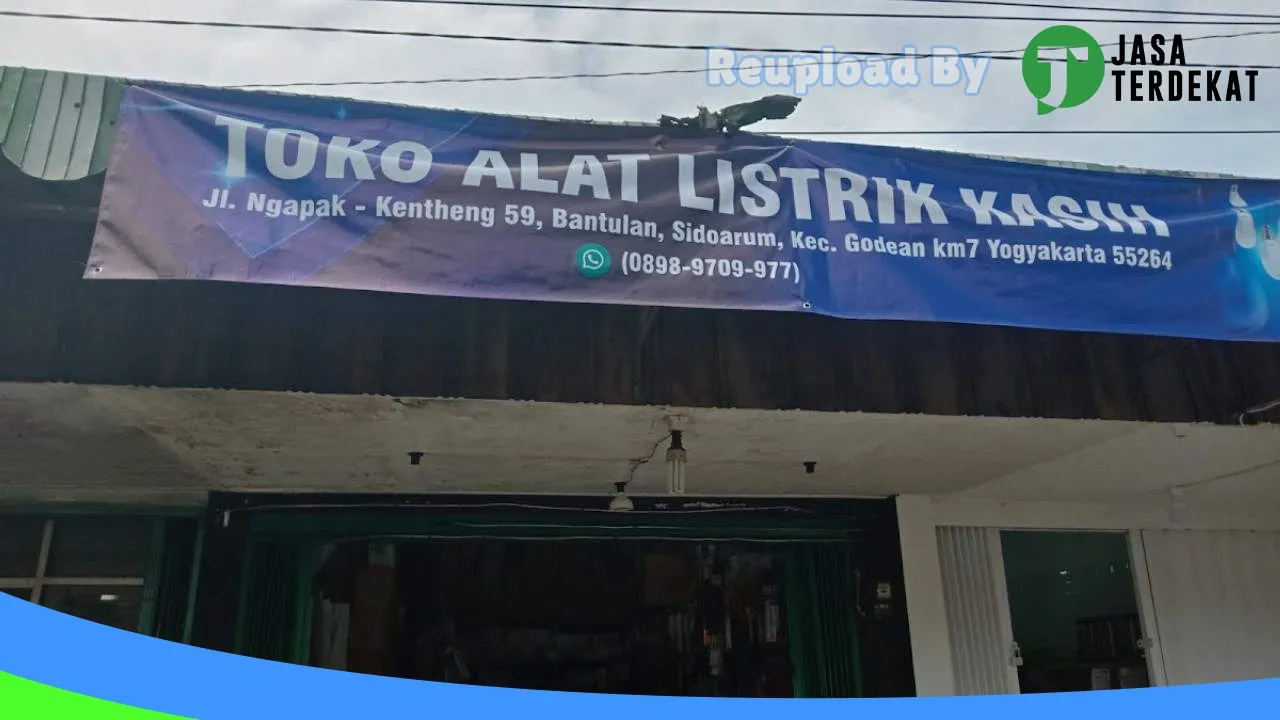 Reupload By
JASA
TERDEKAT
TOKO ALAT LISTRIK KASIH
Jl. Ngapak - Kentheng 59, Bantulan, Sidoarum, Kec. Godean km7 Yogyakarta 55264
(0898-9709-977)